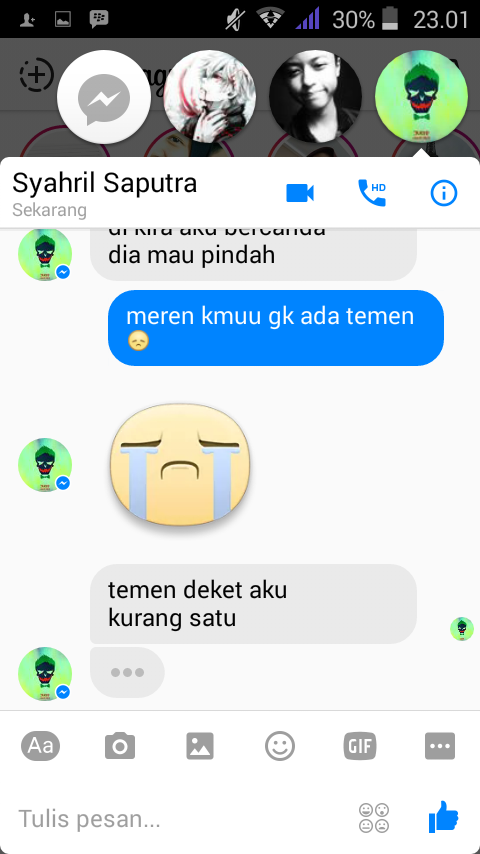 30% 23.01
Syahril Saputra
Sekarang
HD
di kira aku bercanda
dia mau pindah
meren kmuu gk ada temen
temen deket aku
kurang satu
Aa
GIF
Tulis pesan...